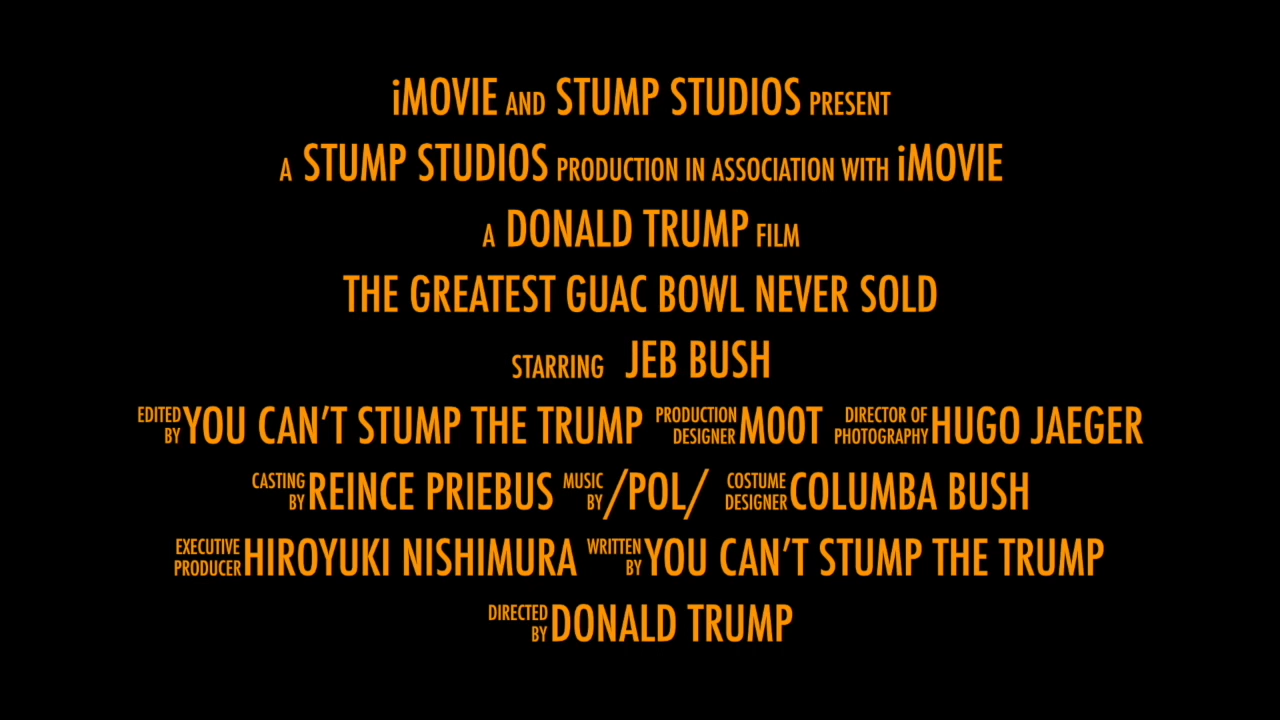 iMOVIE AND STUMP STUDIOS PRESENT
A STUMP STUDIOS PRODUCTION IN ASSOCIATION WITH iMOVIE
A DONALD TRUMP FILM
THE GREATEST GUAC BOWL NEVER SOLD
STARRING JEB BUSH
EDITED BY YOU CAN'T STUMP THE TRUMP PRODUCTION DESIGNER MOOT DIRECTOR OF PHOTOGRAPHY HUGO JAEGER
CASTING BY REINCE PRIEBUS MUSIC BY /POL/ COSTUME DESIGNER COLUMBA BUSH
EXECUTIVE PRODUCER HIROYUKI NISHIMURA WRITTEN BY YOU CAN'T STUMP THE TRUMP
DIRECTED BY DONALD TRUMP